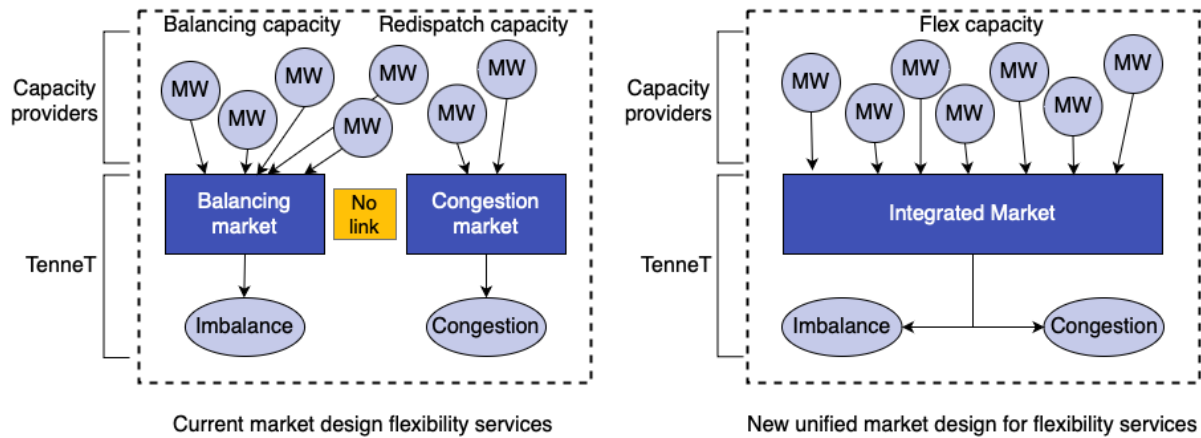 Balancing capacity
Redispatch capacity
Capacity
providers
MW
MW
MW
MW
MW
MW
MW
TenneT
Balancing
market
No
link
Congestion
market
Imbalance
Congestion
Current market design flexibility services
Flex capacity
Capacity
providers
MW
MW
MW
MW
MW
MW
MW
TenneT
Integrated Market
Imbalance
Congestion
New unified market design for flexibility services